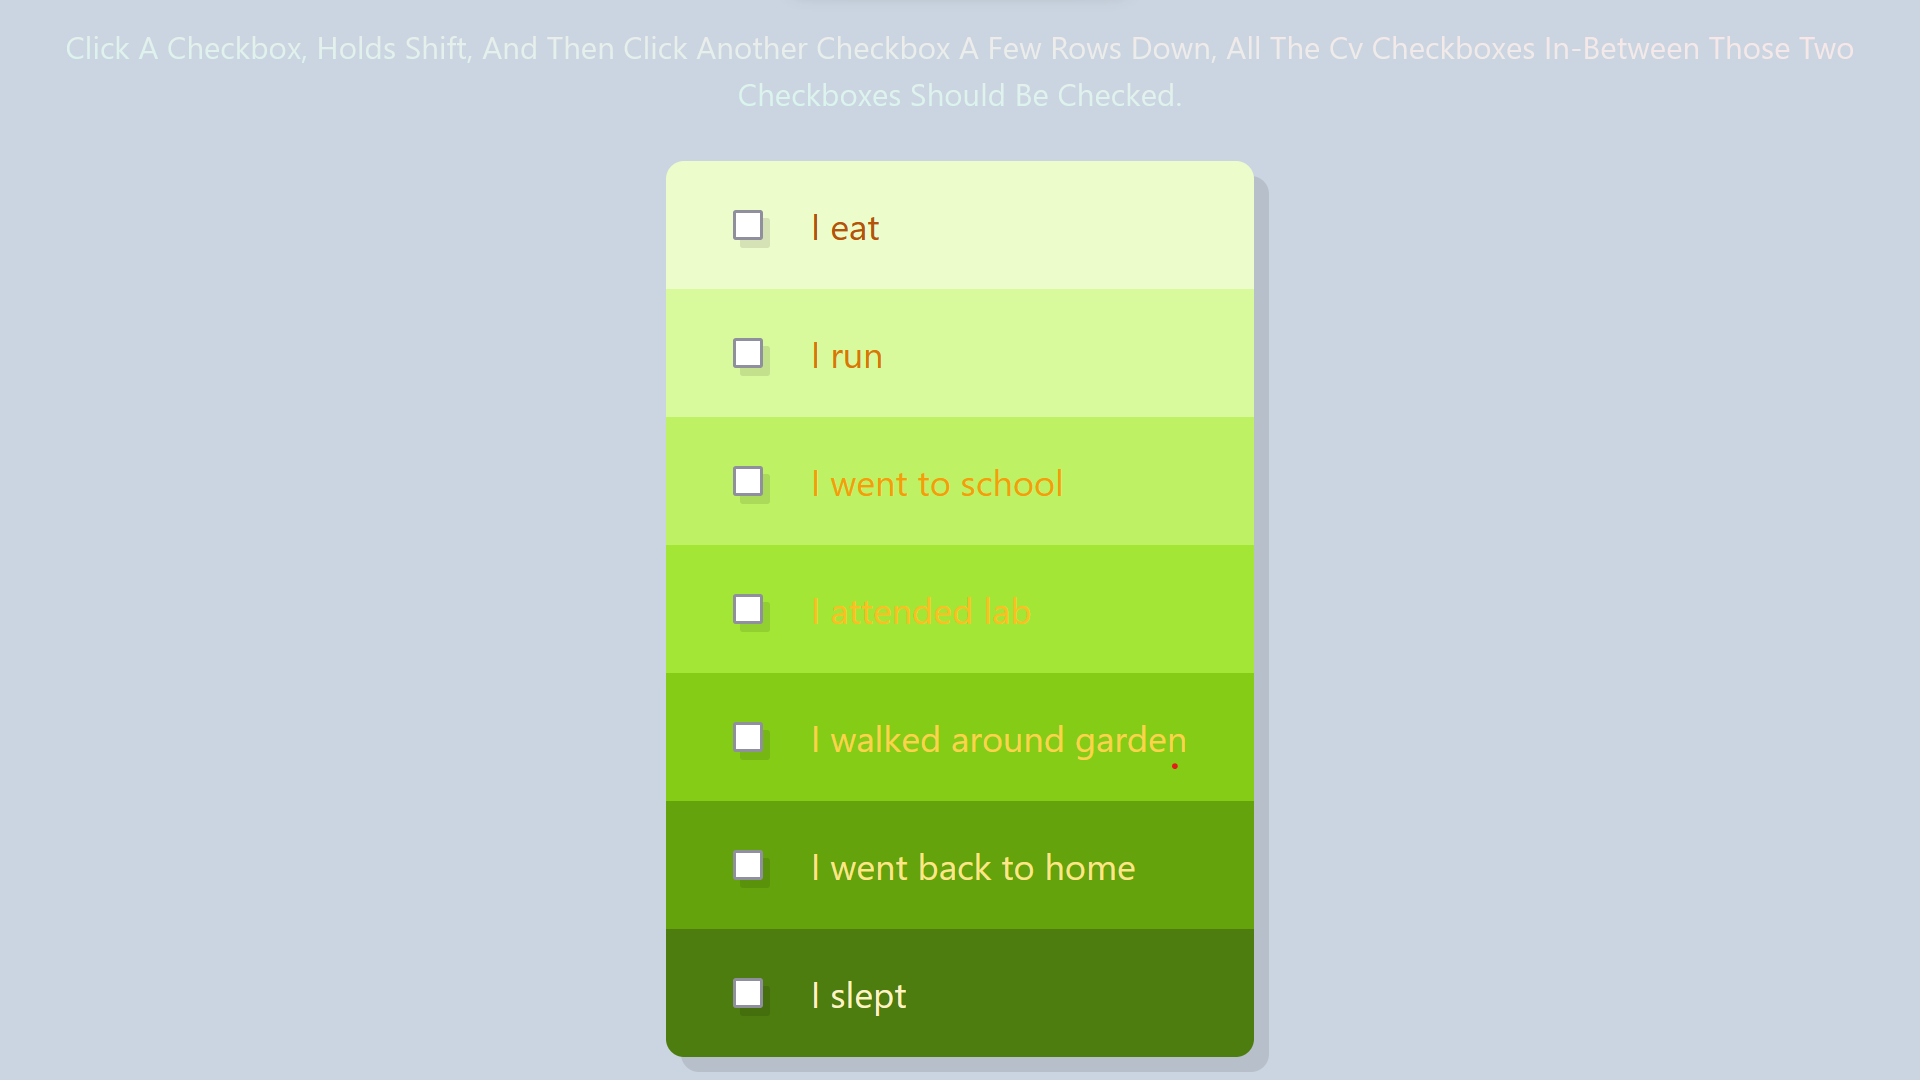 Click A Checkbox, Holds Shift, And Then Click Another Checkbox A Few Rows Down, All The Cv Checkboxes In-Between Those Two
Checkboxes Should Be Checked.
I eat
I run
I went to school
I attended lab
I walked around garden
I went back to home
I slept